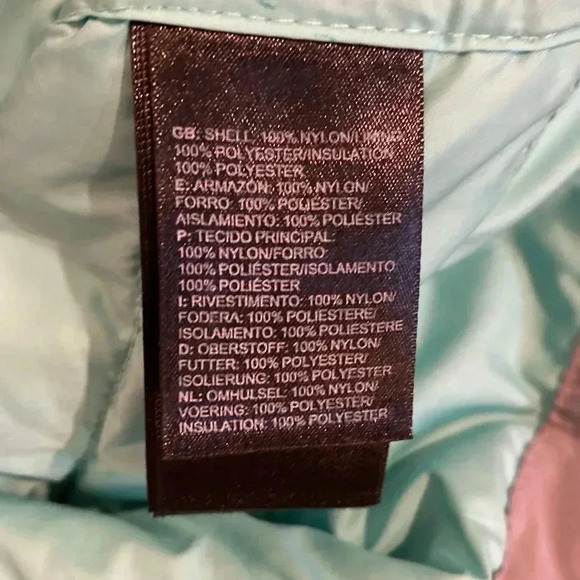 GB: SHELL: 100% NYLON/LINING:
100% POLYESTER/INSULATION
100% POLYESTER
E: ARMAZÓN: 100% NYLON/
FORRO: 100% POLIÉSTER/
AISLAMIENTO: 100% POLIÉSTER
P: TECIDO PRINCIPAL:
100% NYLON/FORRO:
100% POLIÉSTER/ISOLAMENTO
100% POLIÉSTER
I: RIVESTIMENTO: 100% NYLON/
FODERA: 100% POLIESTERE/
ISOLAMENTO: 100% POLIESTERE
D: OBERSTOFF: 100% NYLON/
FUTTER: 100% POLYESTER/
ISOLIERUNG: 100% POLYESTER
NL: OMHULSEL: 100% NYLON/
VOERING: 100% POLYESTER/
INSULATION: 100% POLYESTER